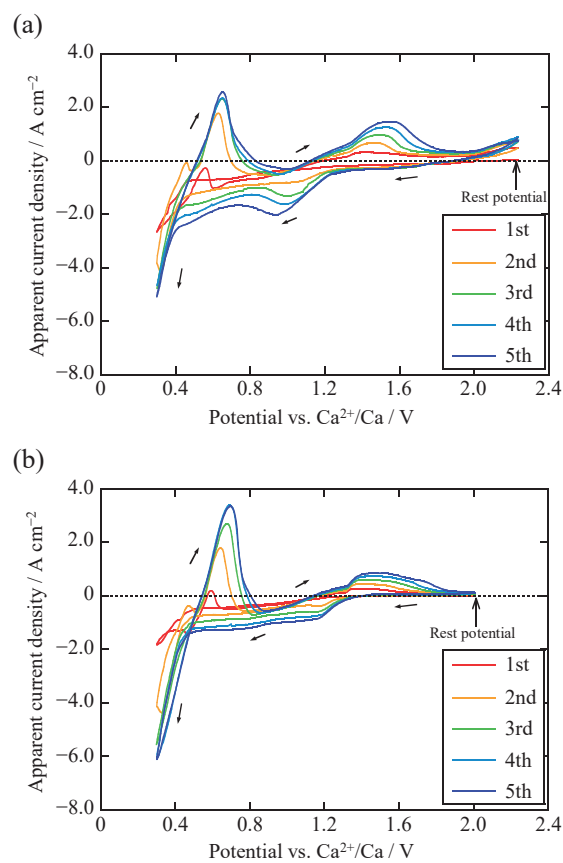 (a)
4.0
2.0
0
−2.0
−4.0
−6.0
−8.0
Apparent current density / A cm⁻²
Rest potential
1st
2nd
3rd
4th
5th
0 0.4 0.8 1.2 1.6 2.0 2.4
Potential vs. Ca²⁺/Ca / V
(b)
4.0
2.0
0
−2.0
−4.0
−6.0
−8.0
Apparent current density / A cm⁻²
Rest potential
1st
2nd
3rd
4th
5th
0 0.4 0.8 1.2 1.6 2.0 2.4
Potential vs. Ca²⁺/Ca / V